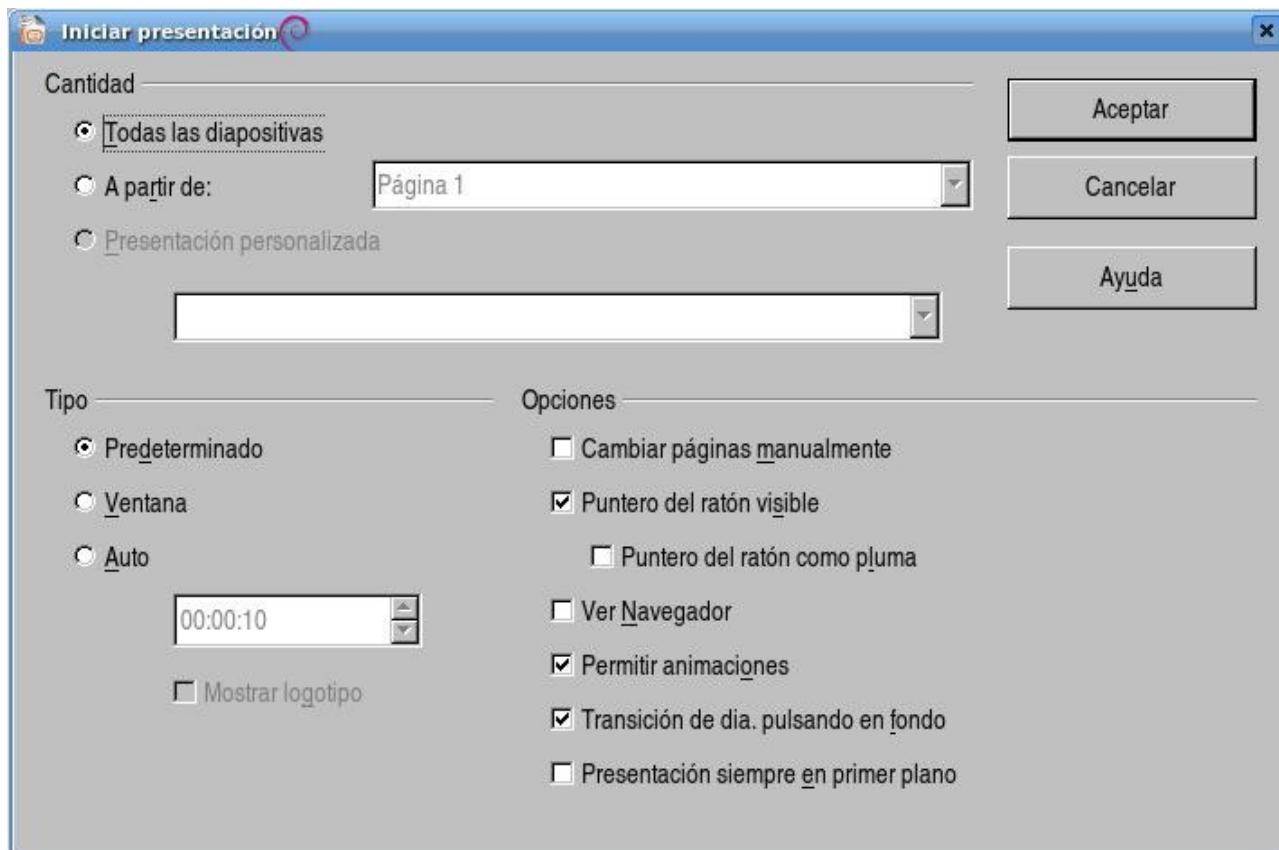 Iniciar presentación
Cantidad
Todas las diapositivas
A partir de:
Página 1
Presentación personalizada
Aceptar
Cancelar
Ayuda
Tipo
Predeterminado
Ventana
Auto
00:00:10
Mostrar logotipo
Opciones
Cambiar páginas manualmente
Puntero del ratón visible
Puntero del ratón como pluma
Ver Navegador
Permitir animaciones
Transición de dia. pulsando en fondo
Presentación siempre en primer plano